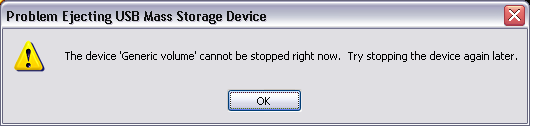 Problem Ejecting USB Mass Storage Device
The device 'Generic volume' cannot be stopped right now. Try stopping the device again later.
OK